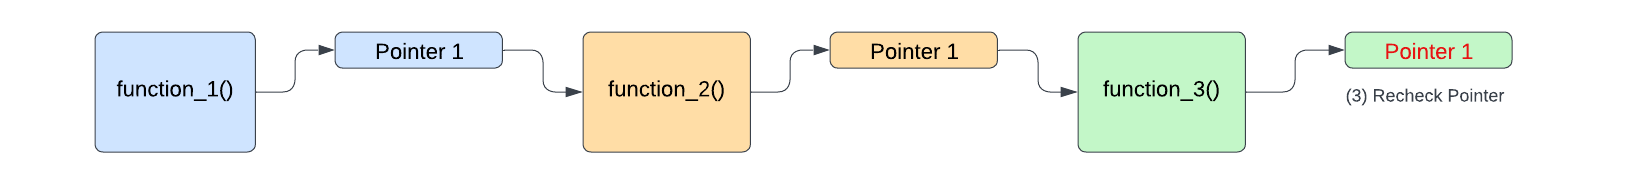 function_1()
Pointer 1
function_2()
Pointer 1
function_3()
Pointer 1
(3) Recheck Pointer